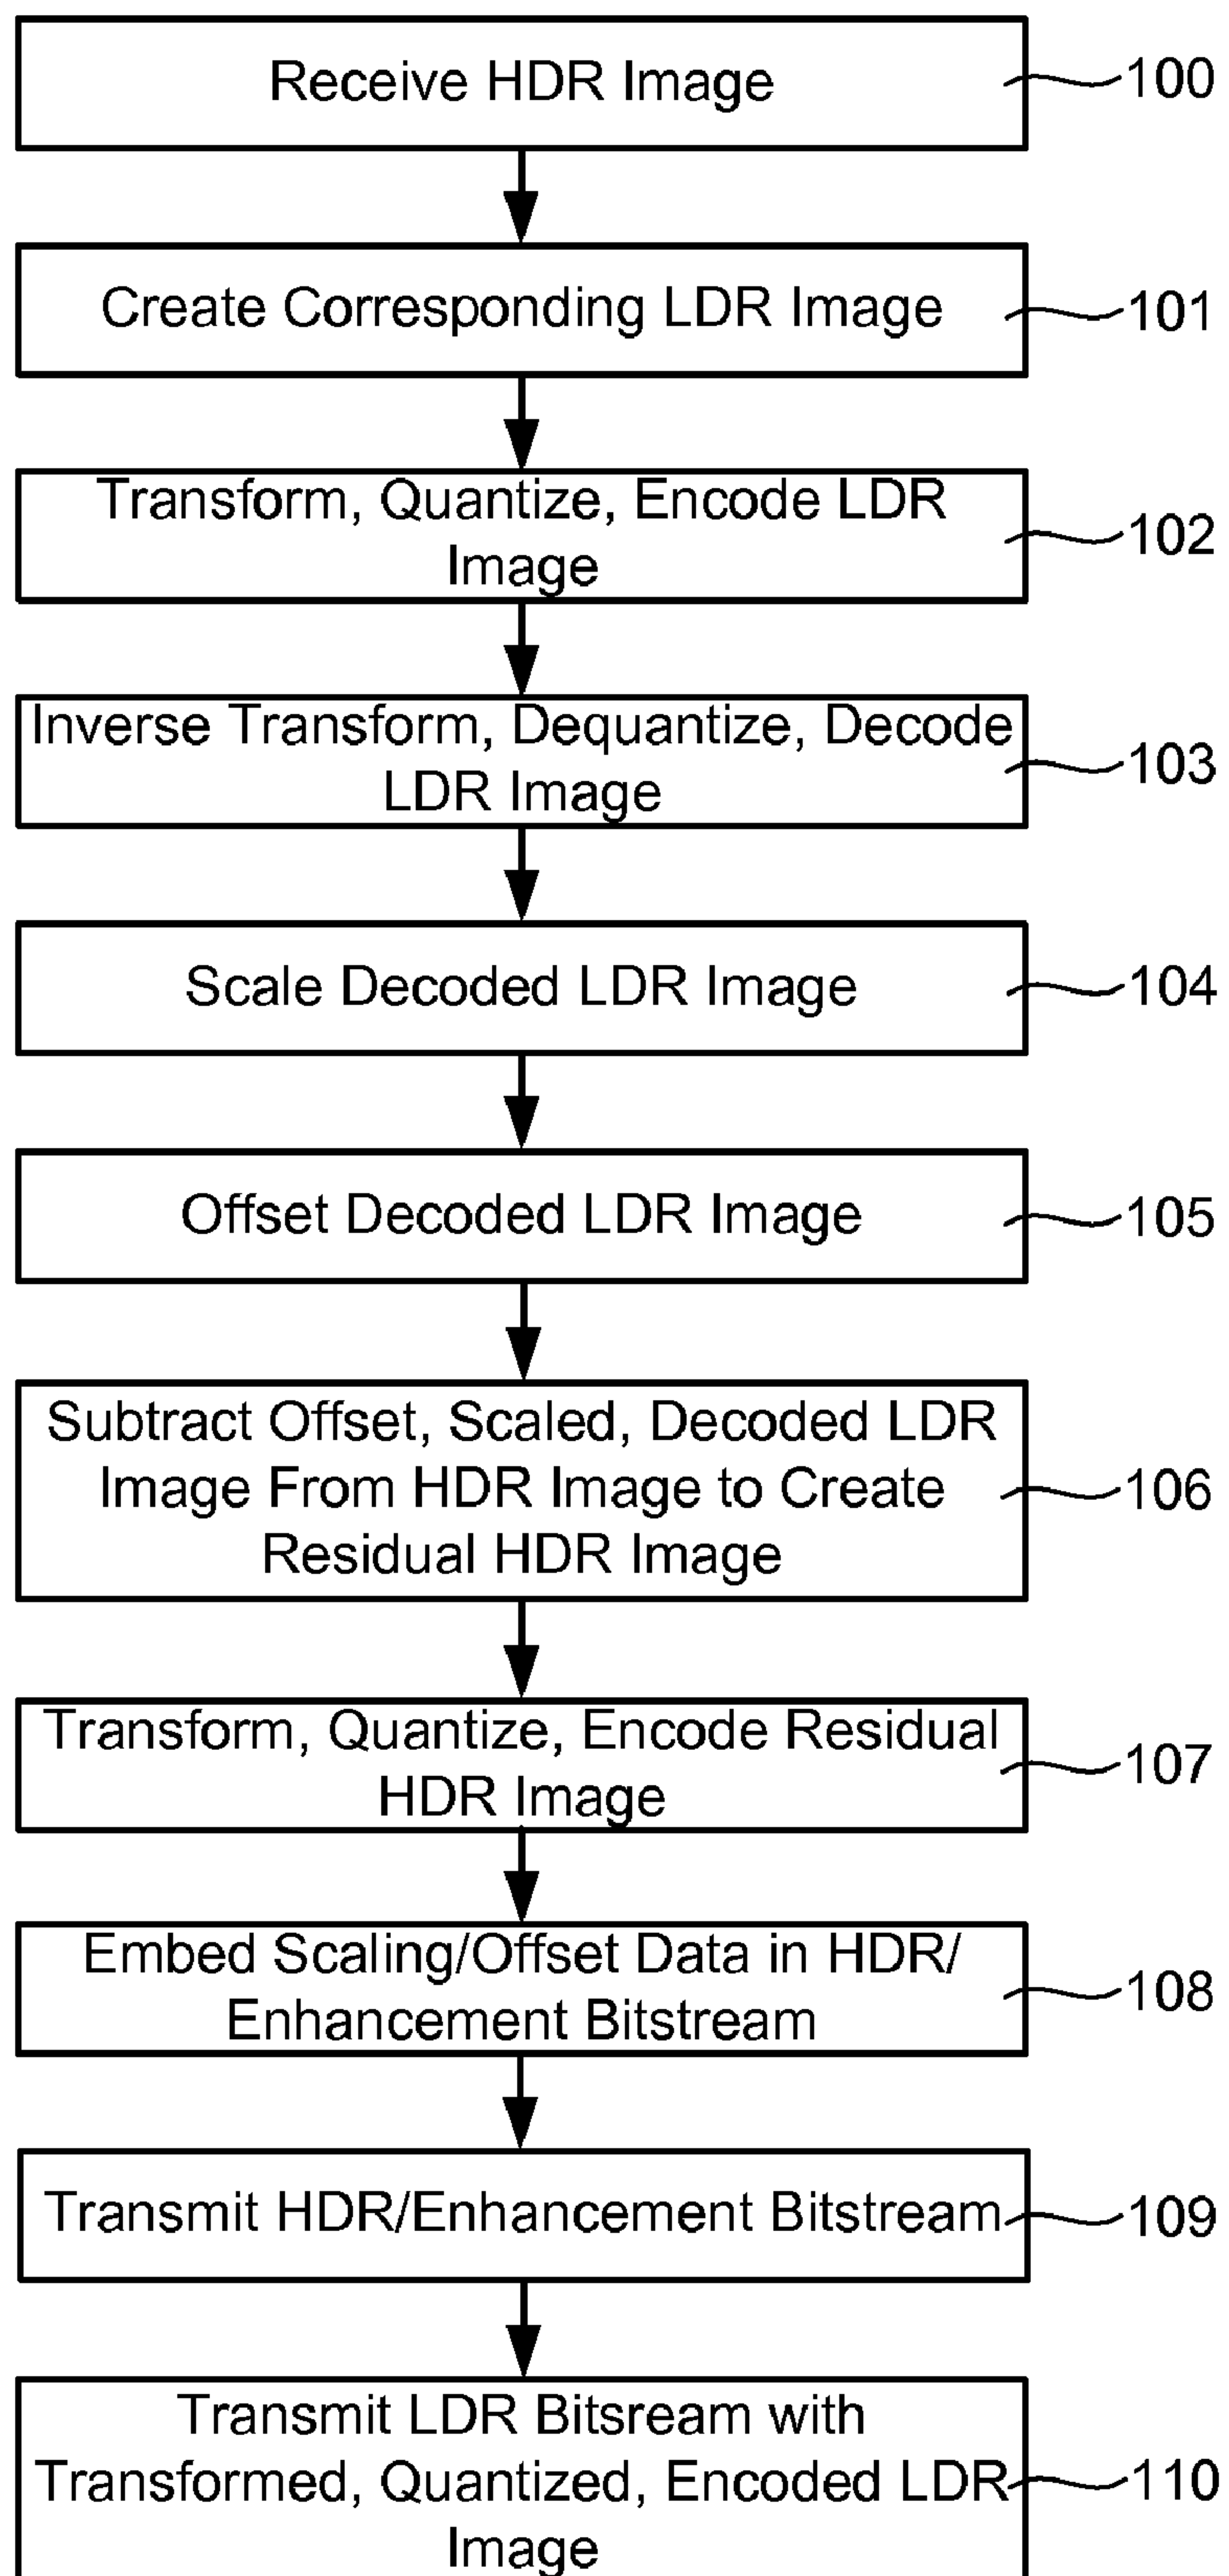 Receive HDR Image
100
Create Corresponding LDR Image
101
Transform, Quantize, Encode LDR
Image
102
Inverse Transform, Dequantize, Decode
LDR Image
103
Scale Decoded LDR Image
104
Offset Decoded LDR Image
105
Subtract Offset, Scaled, Decoded LDR
Image From HDR Image to Create
Residual HDR Image
106
Transform, Quantize, Encode Residual
HDR Image
107
Embed Scaling/Offset Data in HDR/
Enhancement Bitstream
108
Transmit HDR/Enhancement Bitstream
109
Transmit LDR Bitsream with
Transformed, Quantized, Encoded LDR
Image
110